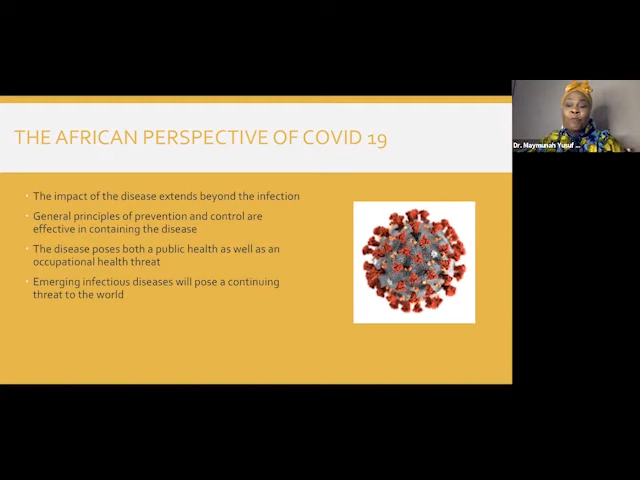 THE AFRICAN PERSPECTIVE OF COVID 19
The impact of the disease extends beyond the infection
General principles of prevention and control are
effective in containing the disease
The disease poses both a public health as well as an
occupational health threat
Emerging infectious diseases will pose a continuing
threat to the world
Dr. Maymunah Yusuf ...